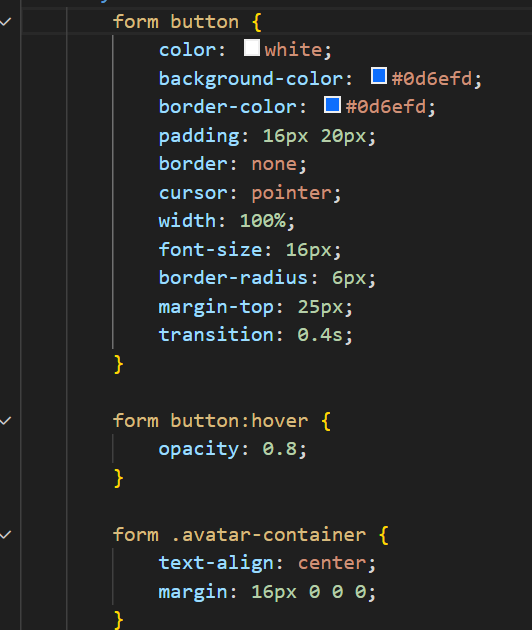 form button {
color: white;
background-color: #0d6efd;
border-color: #0d6efd;
padding: 16px 20px;
border: none;
cursor: pointer;
width: 100%;
font-size: 16px;
border-radius: 6px;
margin-top: 25px;
transition: 0.4s;
}
form button:hover {
opacity: 0.8;
}
form .avatar-container {
text-align: center;
margin: 16px 0 0 0;
}